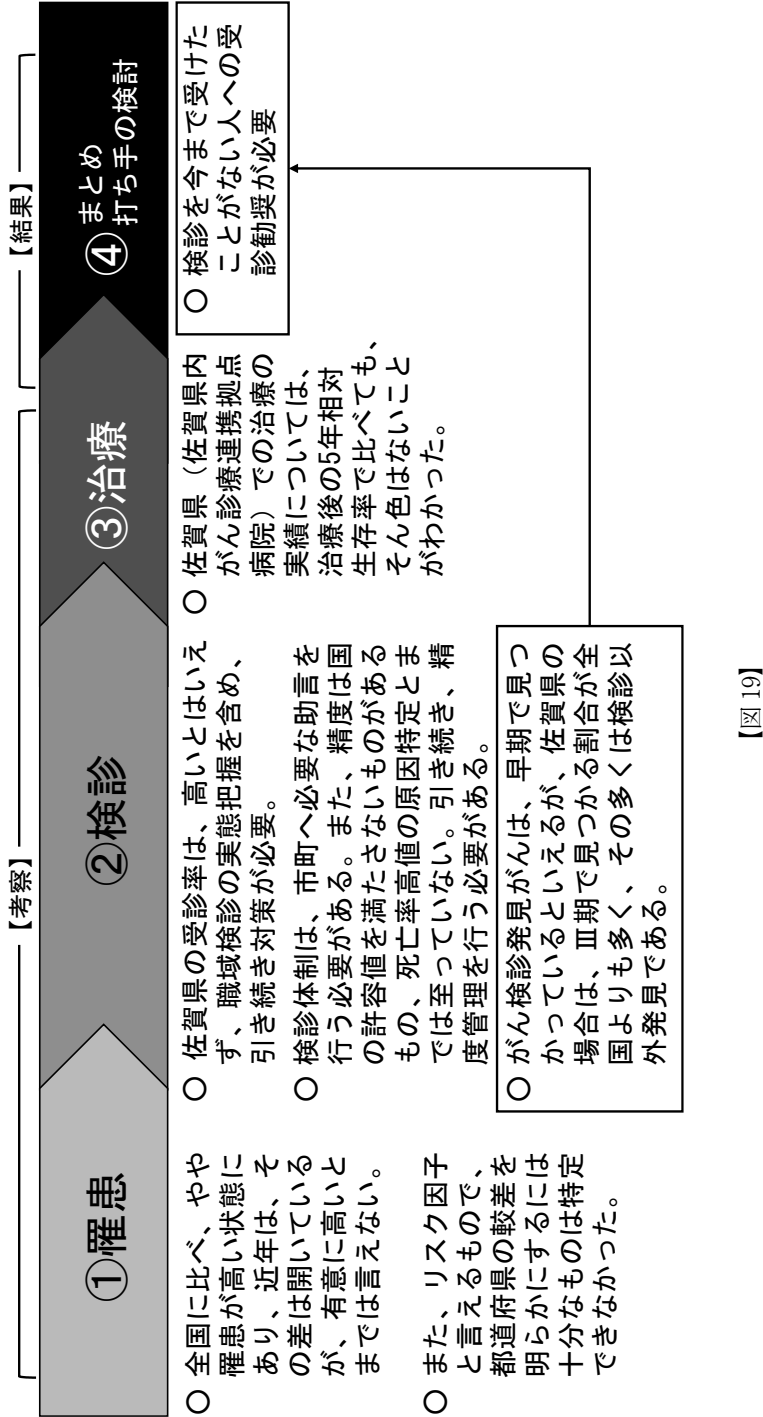 【考察】
【結果】
①罹患
②検診
③治療
④まとめ
打ち手の検討
○ 全国に比べ、やや
罹患が高い状態に
あり、近年は、そ
の差は開いている
が、有意に高いと
までは言えない。
○ また、リスク因子
と言えるもので、
都道府県の較差を
明らかにするには
十分なものは特定
できなかった。
○ 佐賀県の受診率は、高いとはいえ
ず、職域検診の実態把握を含め、
引き続き対策が必要。
○ 検診体制は、市町へ必要な助言を
行う必要がある。また、精度は国
の許容値を満たさないものがある
もの、死亡率高値の原因特定とま
では至っていない。引き続き、精
度管理を行う必要がある。
○ がん検診発見がんは、早期で見つ
かっているといえるが、佐賀県の
場合は、Ⅲ期で見つかる割合が全
国よりも多く、その多くは検診以
外発見である。
○ 佐賀県（佐賀県内
がん診療連携拠点
病院）での治療の
実績については、
治療後の5年相対
生存率で比べても、
そん色はないこと
がわかった。
○ 検診を今まで受けた
ことがない人への受
診勧奨が必要
【図 19】